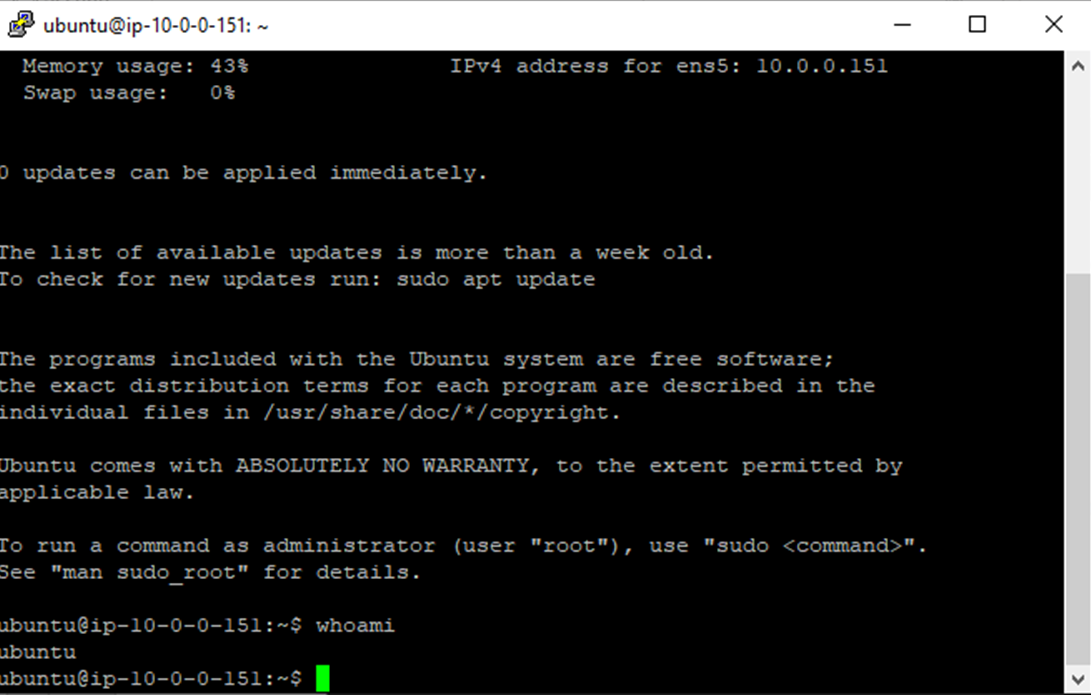 ubuntu@ip-10-0-0-151: ~
Memory usage: 43% IPv4 address for ens5: 10.0.0.151
Swap usage: 0%
0 updates can be applied immediately.
The list of available updates is more than a week old.
To check for new updates run: sudo apt update
The programs included with the Ubuntu system are free software;
the exact distribution terms for each program are described in the
individual files in /usr/share/doc/*/copyright.
Ubuntu comes with ABSOLUTELY NO WARRANTY, to the extent permitted by
applicable law.
To run a command as administrator (user "root"), use "sudo <command>".
See "man sudo_root" for details.
ubuntu@ip-10-0-0-151:~$ whoami
ubuntu
ubuntu@ip-10-0-0-151:~$